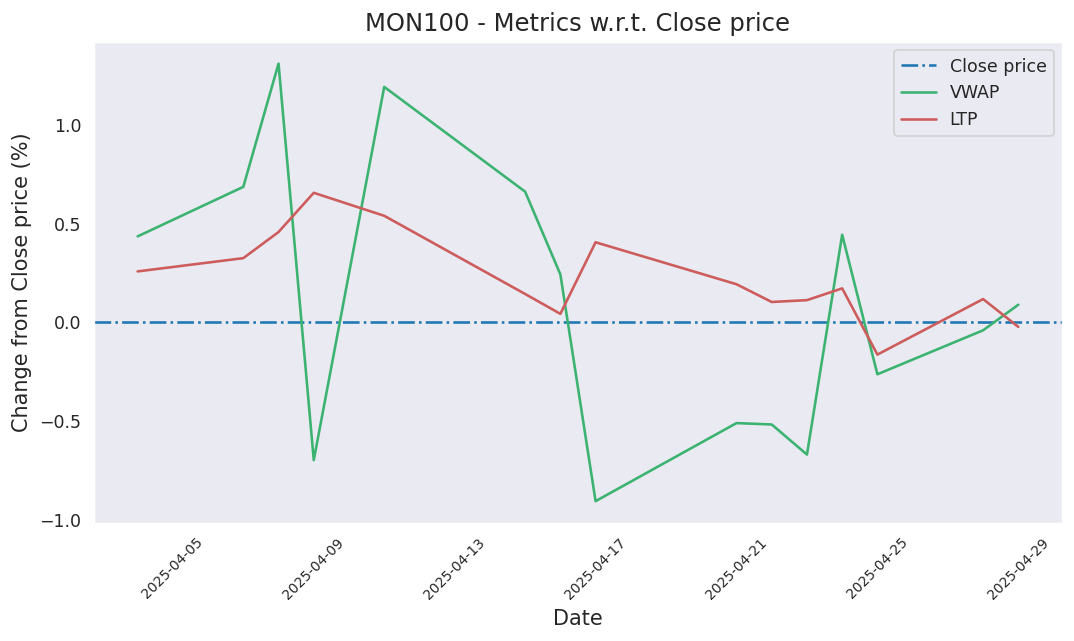 MON100 - Metrics w.r.t. Close price
Close price
VWAP
LTP
Change from Close price (%)
1.0
0.5
0.0
−0.5
−1.0
2025-04-05
2025-04-09
2025-04-13
2025-04-17
2025-04-21
2025-04-25
2025-04-29
Date